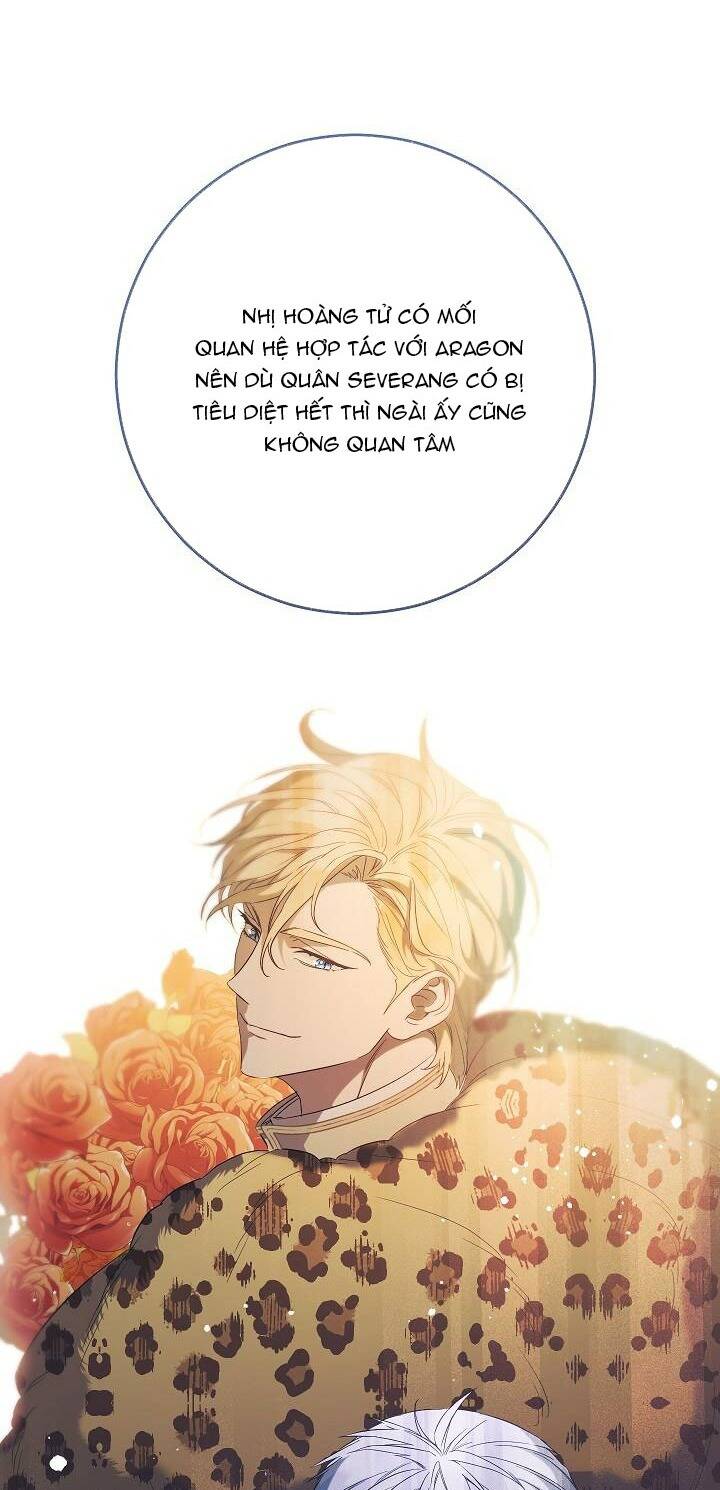 NHỊ HOÀNG TỬ CÓ MỐI
QUAN HỆ HỢP TÁC VỚI ARAGON
NÊN DÙ QUÂN SEVERANG CÓ BỊ
TIÊU DIỆT HẾT THÌ NGÀI ẤY CŨNG
KHÔNG QUAN TÂM